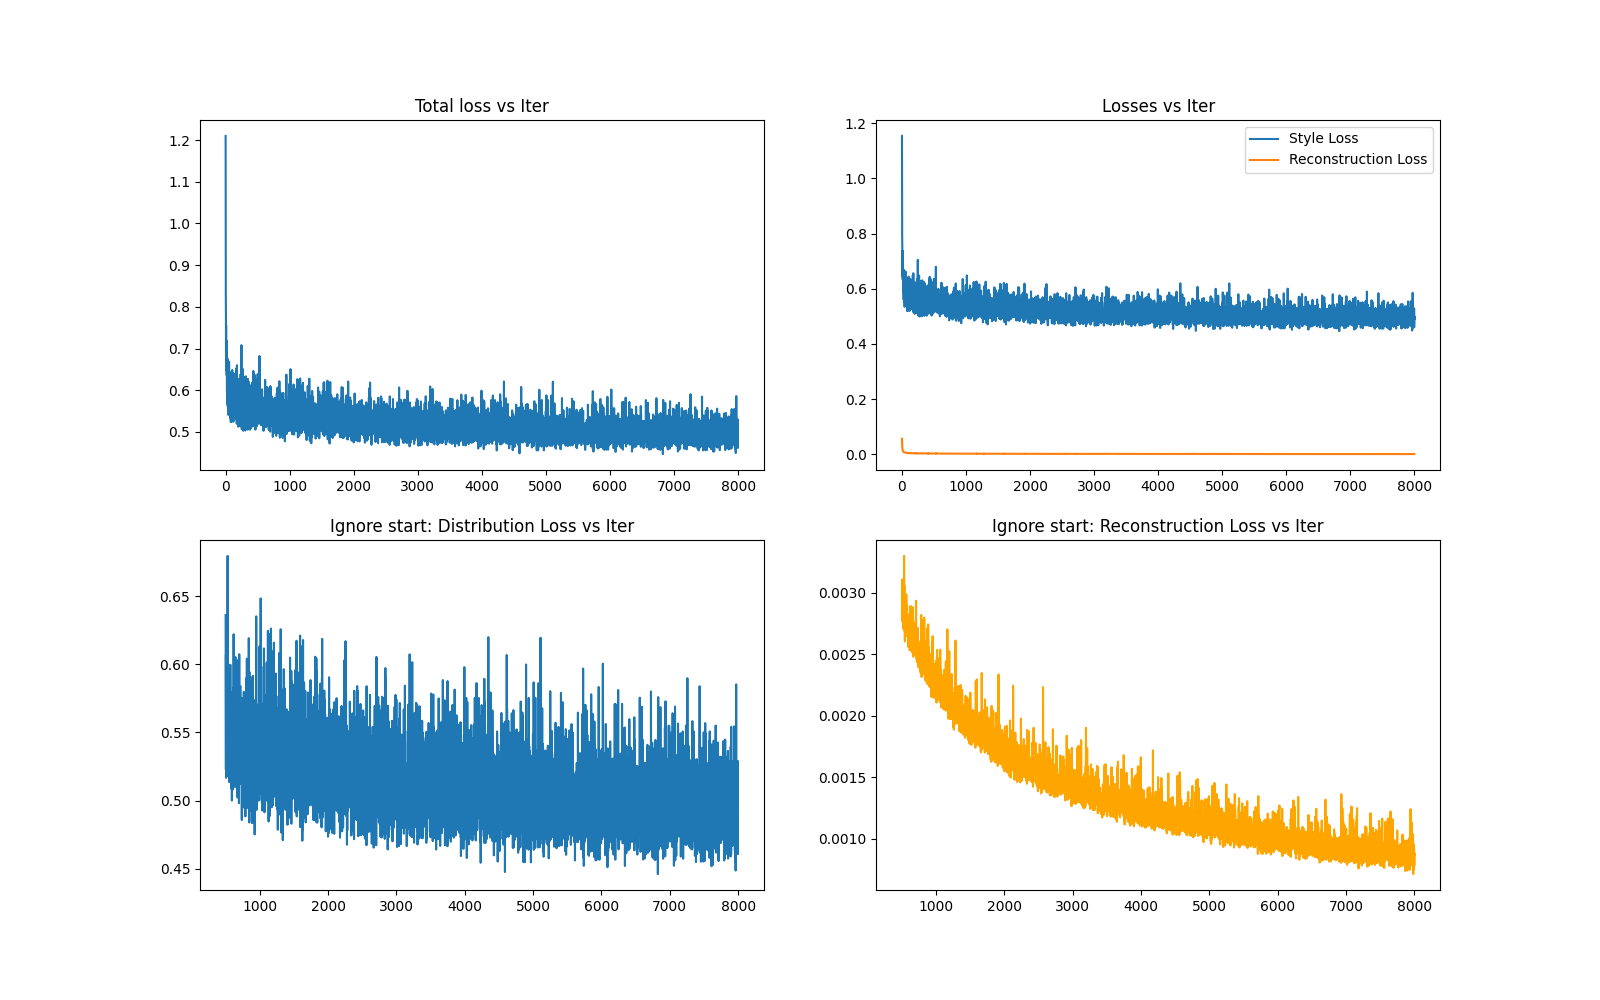 Total loss vs Iter
1.2
1.1
1.0
0.9
0.8
0.7
0.6
0.5
0 1000 2000 3000 4000 5000 6000 7000 8000
Losses vs Iter
Style Loss
Reconstruction Loss
1.2
1.0
0.8
0.6
0.4
0.2
0.0
0 1000 2000 3000 4000 5000 6000 7000 8000
Ignore start: Distribution Loss vs Iter
0.65
0.60
0.55
0.50
0.45
1000 2000 3000 4000 5000 6000 7000 8000
Ignore start: Reconstruction Loss vs Iter
0.0030
0.0025
0.0020
0.0015
0.0010
1000 2000 3000 4000 5000 6000 7000 8000